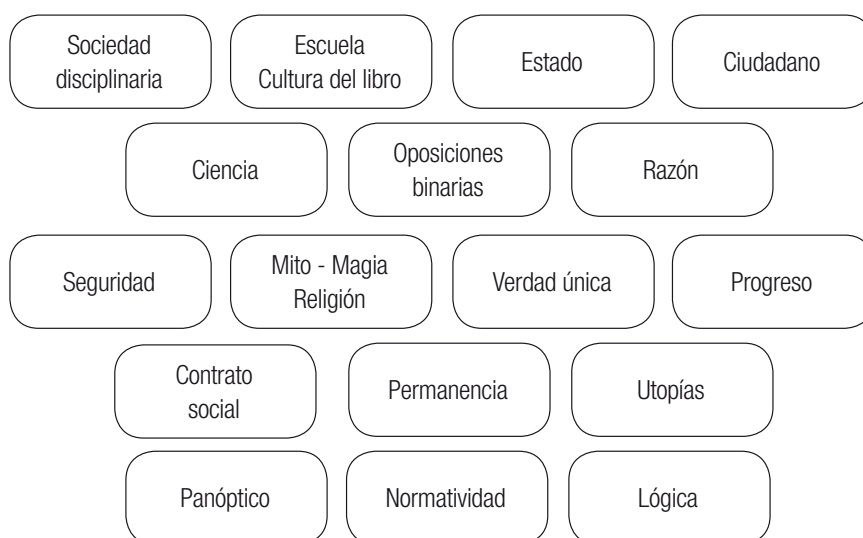 Sociedad
disciplinaria
Escuela
Cultura del libro
Estado
Ciudadano
Ciencia
Oposiciones
binarias
Razón
Seguridad
Mito - Magia
Religión
Verdad única
Progreso
Contrato
social
Permanencia
Utopías
Panóptico
Normatividad
Lógica